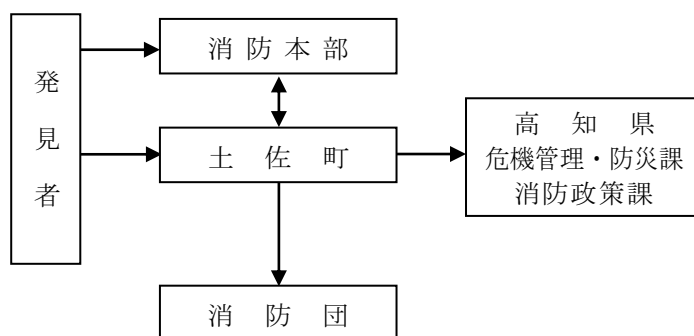 発見者
消防本部
土佐町
高知県
危機管理・防災課
消防政策課
消防団